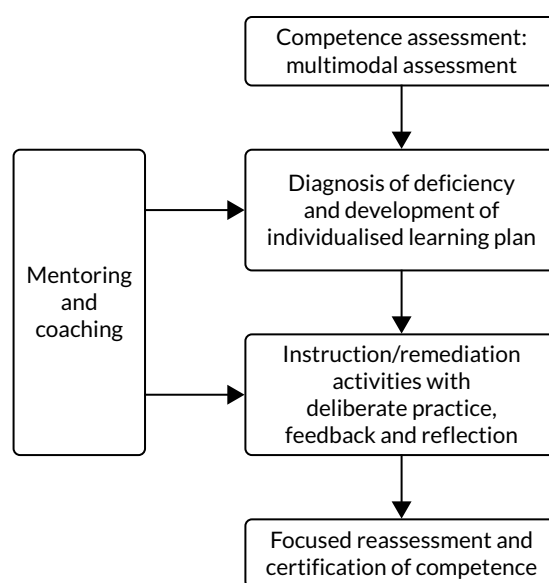 Competence assessment:
multimodal assessment
Diagnosis of deficiency
and development of
individualised learning plan
Mentoring
and
coaching
Instruction/remediation
activities with
deliberate practice,
feedback and reflection
Focused reassessment and
certification of competence